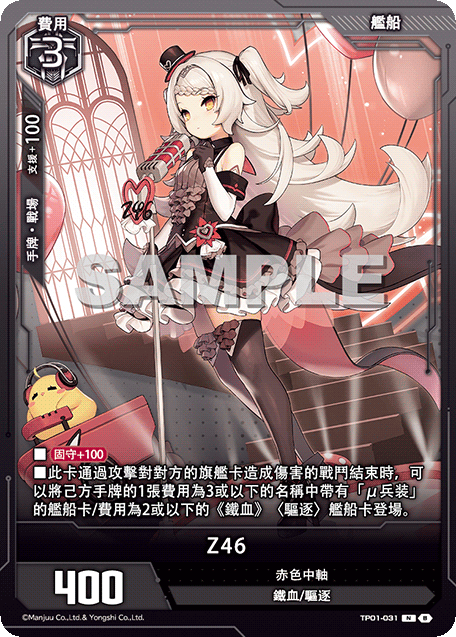 費用
3
艦船
支援+100
手牌・戰場
Z46
SAMPLE
■ 固守+100
■此卡通過攻擊對對方的旗艦卡造成傷害的戰鬥結束時，可
以將己方手牌的1張費用為3或以下的名稱中帶有「μ兵装」
的艦船卡/費用為2或以下的《鐵血》〈驅逐〉艦船卡登場。
Z46
400
赤色中軸
鐵血/驅逐
©Manjuu Co.,Ltd. & Yongshi Co.,Ltd.
TP01-031 N B